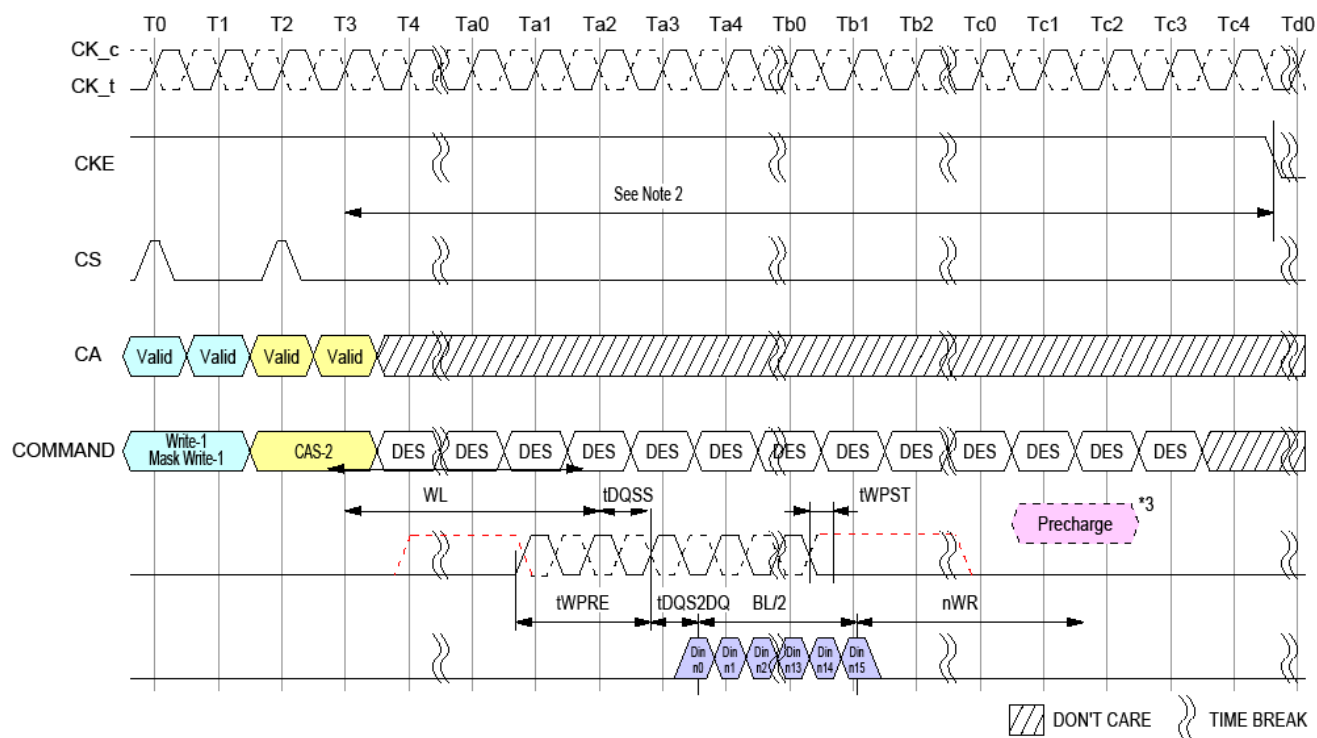 T0 T1 T2 T3 T4 Ta0 Ta1 Ta2 Ta3 Ta4 Tb0 Tb1 Tb2 Tc0 Tc1 Tc2 Tc3 Tc4 Td0
CK_c
CK_t
CKE
See Note 2
CS
CA Valid Valid Valid Valid
COMMAND Write-1 Mask Write-1 CAS-2 DES DES DES DES DES DES DES DES DES DES DES DES DES
WL tDQSS tWPST
Precharge *3
tWPRE tDQS2DQ BL/2 nWR
Din n0 Din n1 Din n2 Din n13 Din n14 Din n15
DON'T CARE TIME BREAK